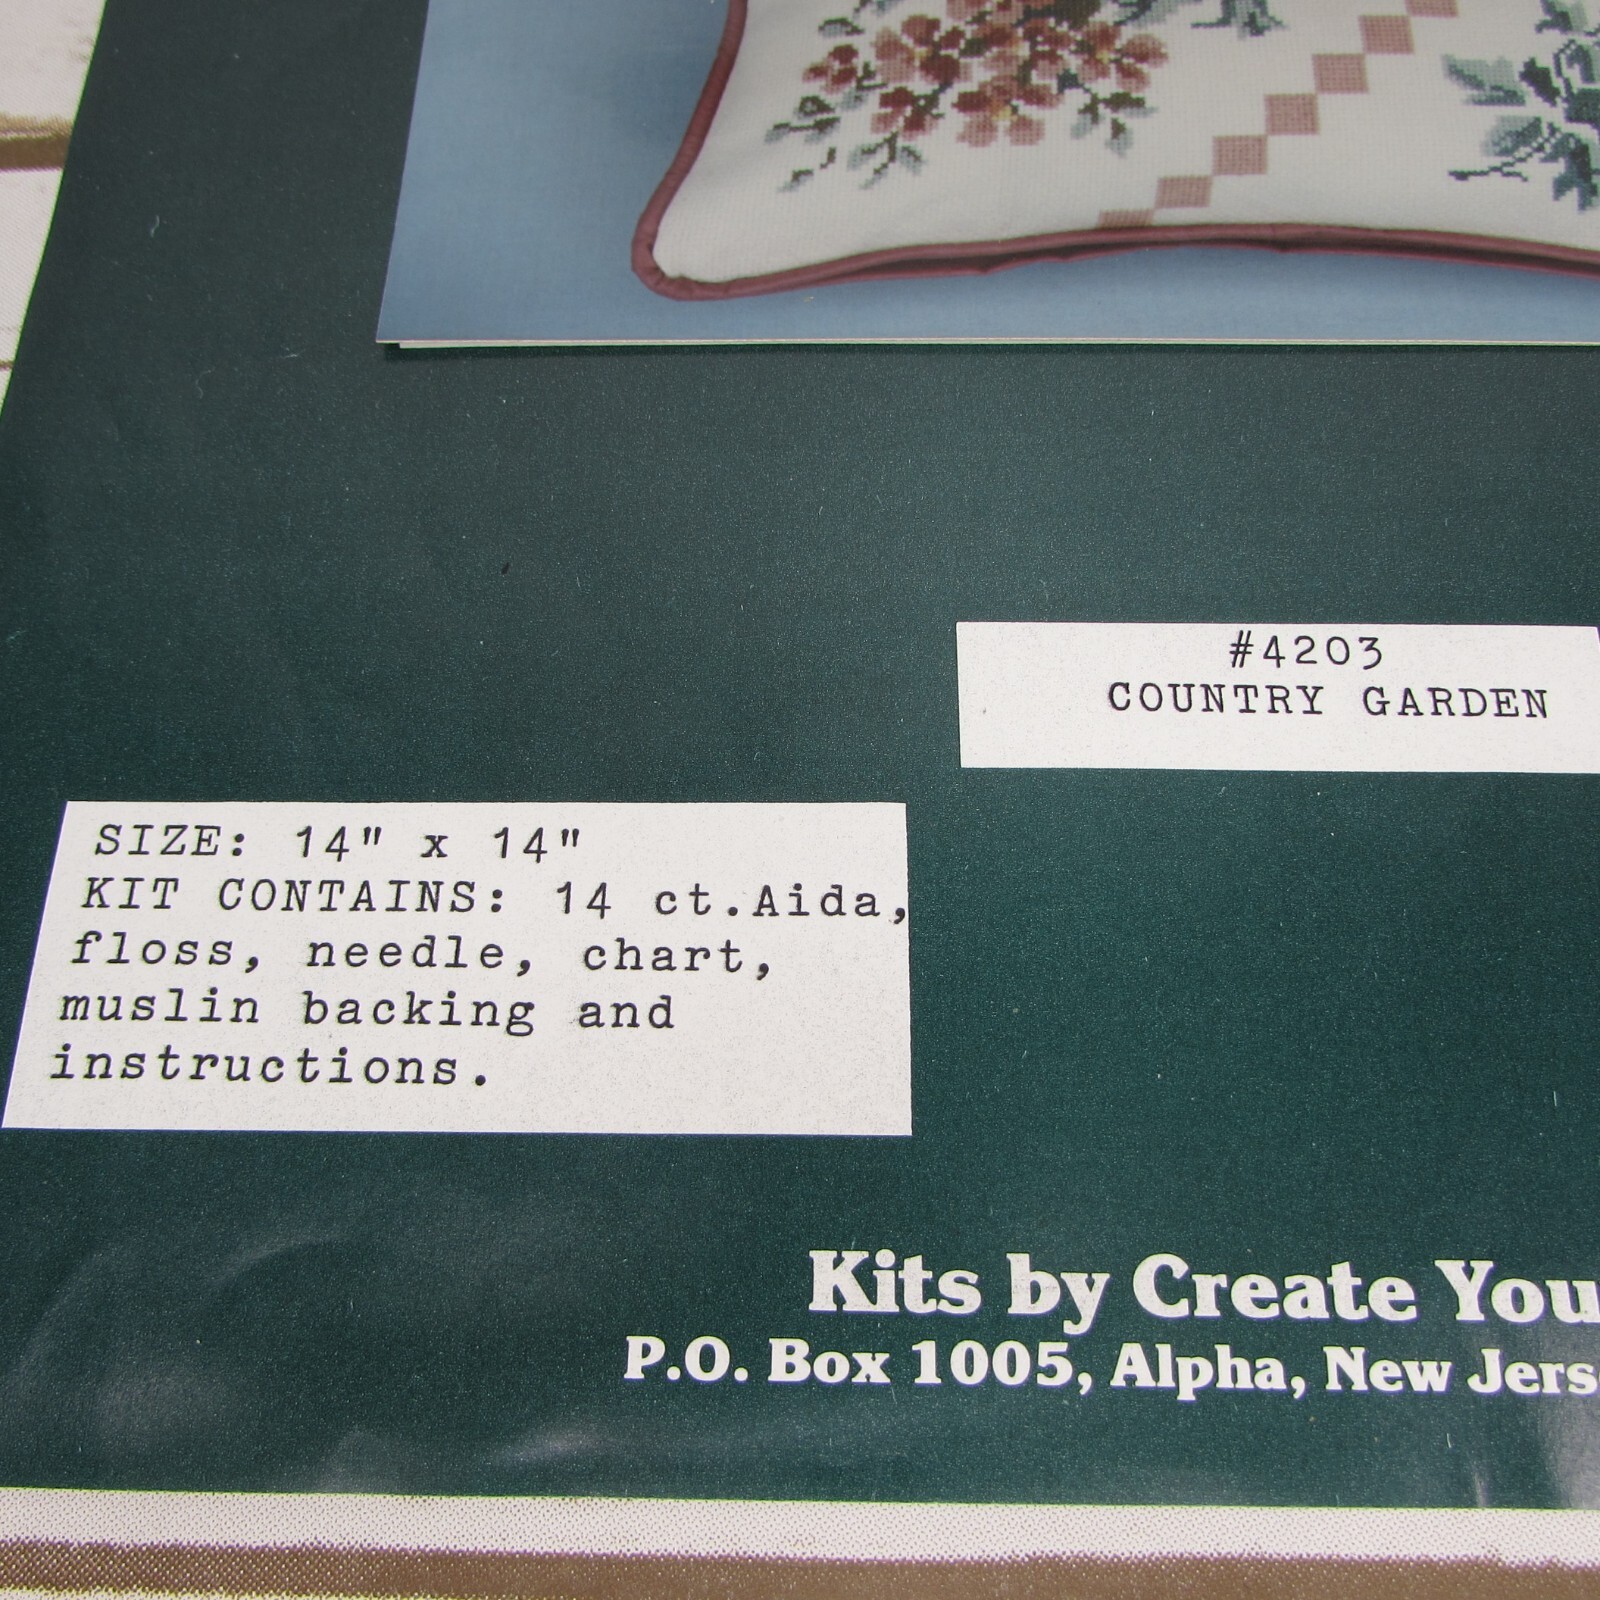 #4203
COUNTRY GARDEN
SIZE: 14" x 14"
KIT CONTAINS: 14 ct.Aida,
floss, needle, chart,
muslin backing and
instructions.
Kits by Create You
P.O. Box 1005, Alpha, New Jerse